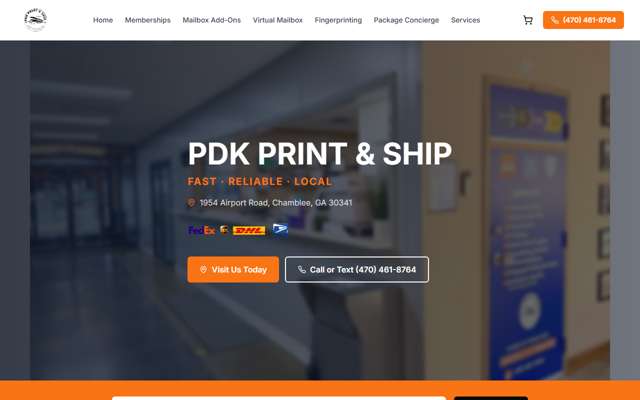 Home Memberships Mailbox Add-Ons Virtual Mailbox Fingerprinting Package Concierge Services
(470) 461-8764
PDK PRINT & SHIP
FAST · RELIABLE · LOCAL
1954 Airport Road, Chamblee, GA 30341
FedEx DHL
Visit Us Today
Call or Text (470) 461-8764